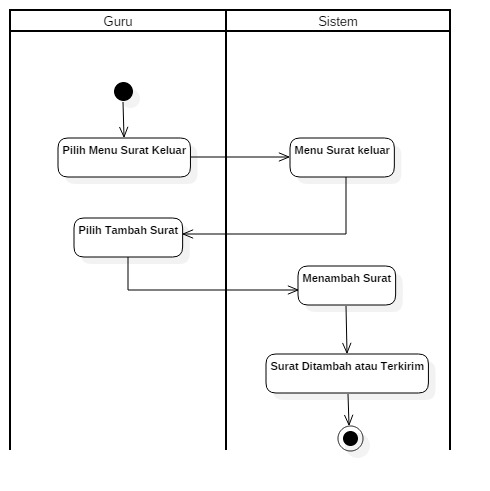 Guru
Sistem
Pilih Menu Surat Keluar
Menu Surat keluar
Pilih Tambah Surat
Menambah Surat
Surat Ditambah atau Terkirim